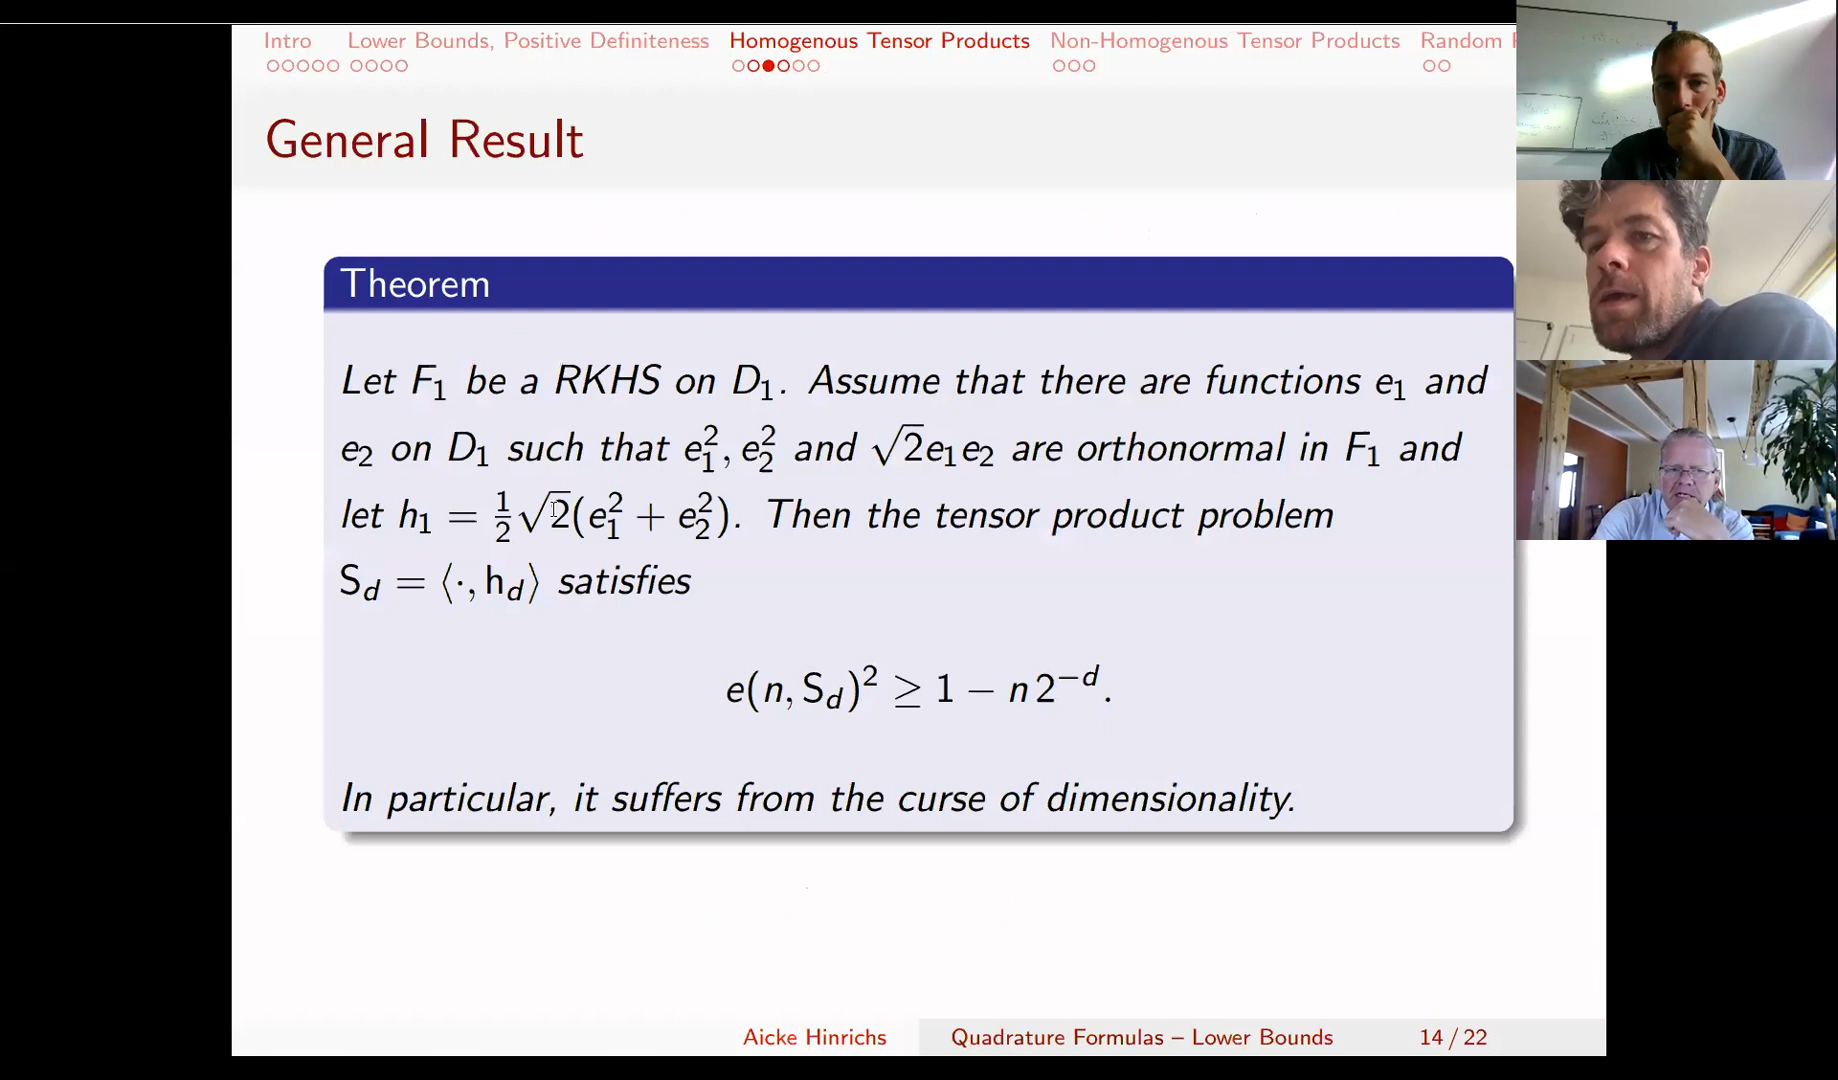 Intro Lower Bounds, Positive Definiteness Homogenous Tensor Products Non-Homogenous Tensor Products Random
General Result
Theorem
Let F₁ be a RKHS on D₁. Assume that there are functions e₁ and
e₂ on D₁ such that e₁², e₂² and √2e₁e₂ are orthonormal in F₁ and
let h₁ = ½√2(e₁² + e₂²). Then the tensor product problem
S_d = ⟨·, h_d⟩ satisfies
e(n, S_d)² ≥ 1 − n 2^{−d}.
In particular, it suffers from the curse of dimensionality.
Aicke Hinrichs Quadrature Formulas – Lower Bounds 14 / 22